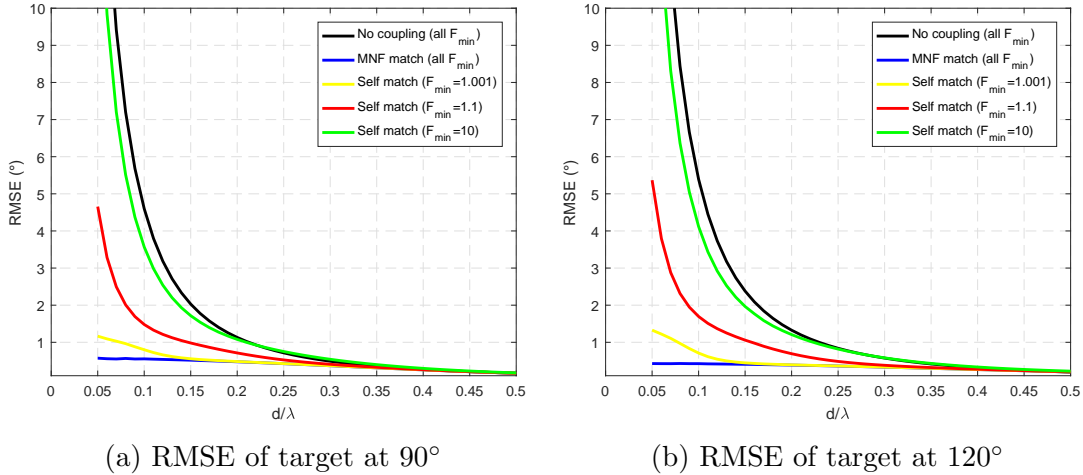 10
9
8
7
6
5
4
3
2
1
RMSE (°)
0 0.05 0.1 0.15 0.2 0.25 0.3 0.35 0.4 0.45 0.5
d/λ
No coupling (all F_min)
MNF match (all F_min)
Self match (F_min=1.001)
Self match (F_min=1.1)
Self match (F_min=10)
(a) RMSE of target at 90°
10
9
8
7
6
5
4
3
2
1
RMSE (°)
0 0.05 0.1 0.15 0.2 0.25 0.3 0.35 0.4 0.45 0.5
d/λ
No coupling (all F_min)
MNF match (all F_min)
Self match (F_min=1.001)
Self match (F_min=1.1)
Self match (F_min=10)
(b) RMSE of target at 120°